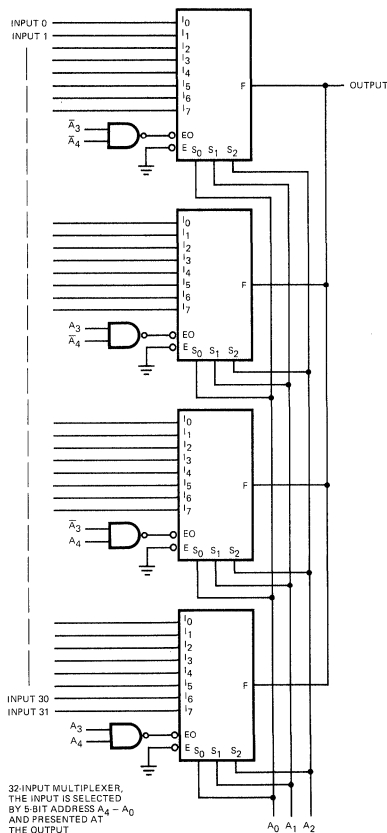 INPUT 0
INPUT 1
I0
I1
I2
I3
I4
I5
I6
I7
F
OUTPUT
A̅3
A̅4
EO
E
S0 S1 S2
I0
I1
I2
I3
I4
I5
I6
I7
F
A3
A̅4
EO
E
S0 S1 S2
I0
I1
I2
I3
I4
I5
I6
I7
F
A̅3
A4
EO
E
S0 S1 S2
I0
I1
I2
I3
I4
I5
INPUT 30
I6
INPUT 31
I7
F
A3
A4
EO
E
S0 S1 S2
32-INPUT MULTIPLEXER,
THE INPUT IS SELECTED
BY 5-BIT ADDRESS A4 – A0
AND PRESENTED AT
THE OUTPUT
A0 A1 A2